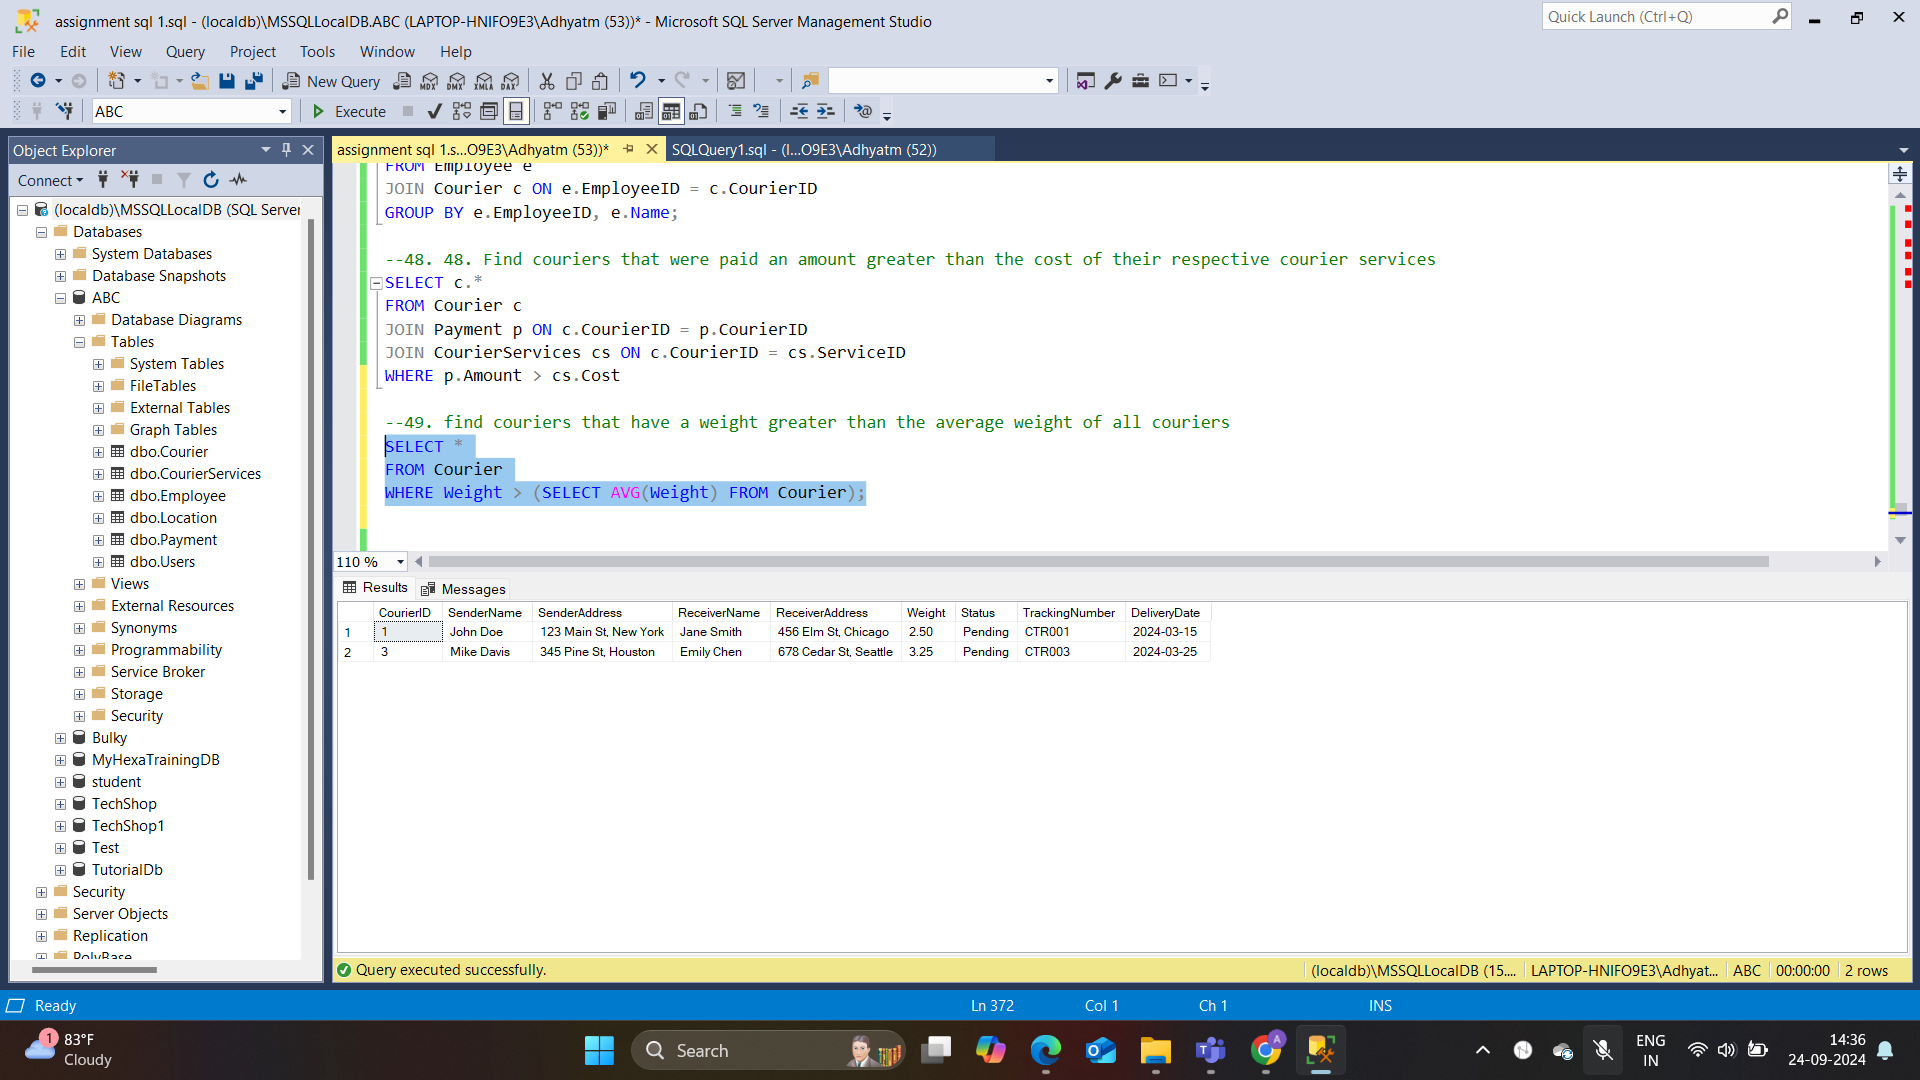 assignment sql 1.sql - (localdb)\MSSQLLocalDB.ABC (LAPTOP-HNIFO9E3\Adhyatm (53))* - Microsoft SQL Server Management Studio
Quick Launch (Ctrl+Q)
File Edit View Query Project Tools Window Help
New Query
MDX DMX XMLA DAX
ABC
Execute
Object Explorer
assignment sql 1.s...O9E3\Adhyatm (53))*
SQLQuery1.sql - (l...O9E3\Adhyatm (52))
Connect
(localdb)\MSSQLLocalDB (SQL Server
Databases
System Databases
Database Snapshots
ABC
Database Diagrams
Tables
System Tables
FileTables
External Tables
Graph Tables
dbo.Courier
dbo.CourierServices
dbo.Employee
dbo.Location
dbo.Payment
dbo.Users
Views
External Resources
Synonyms
Programmability
Service Broker
Storage
Security
Bulky
MyHexaTrainingDB
student
TechShop
TechShop1
Test
TutorialDb
Security
Server Objects
Replication
PolyBase
FROM Employee e
JOIN Courier c ON e.EmployeeID = c.CourierID
GROUP BY e.EmployeeID, e.Name;
--48. 48. Find couriers that were paid an amount greater than the cost of their respective courier services
SELECT c.*
FROM Courier c
JOIN Payment p ON c.CourierID = p.CourierID
JOIN CourierServices cs ON c.CourierID = cs.ServiceID
WHERE p.Amount > cs.Cost
--49. find couriers that have a weight greater than the average weight of all couriers
SELECT *
FROM Courier
WHERE Weight > (SELECT AVG(Weight) FROM Courier);
110 %
Results Messages
CourierID SenderName SenderAddress ReceiverName ReceiverAddress Weight Status TrackingNumber DeliveryDate
1 1 John Doe 123 Main St, New York Jane Smith 456 Elm St, Chicago 2.50 Pending CTR001 2024-03-15
2 3 Mike Davis 345 Pine St, Houston Emily Chen 678 Cedar St, Seattle 3.25 Pending CTR003 2024-03-25
Query executed successfully.
(localdb)\MSSQLLocalDB (15.... LAPTOP-HNIFO9E3\Adhyat... ABC 00:00:00 2 rows
Ready
Ln 372 Col 1 Ch 1 INS
1
83°F
Cloudy
Search
A
ENG
IN
14:36
24-09-2024